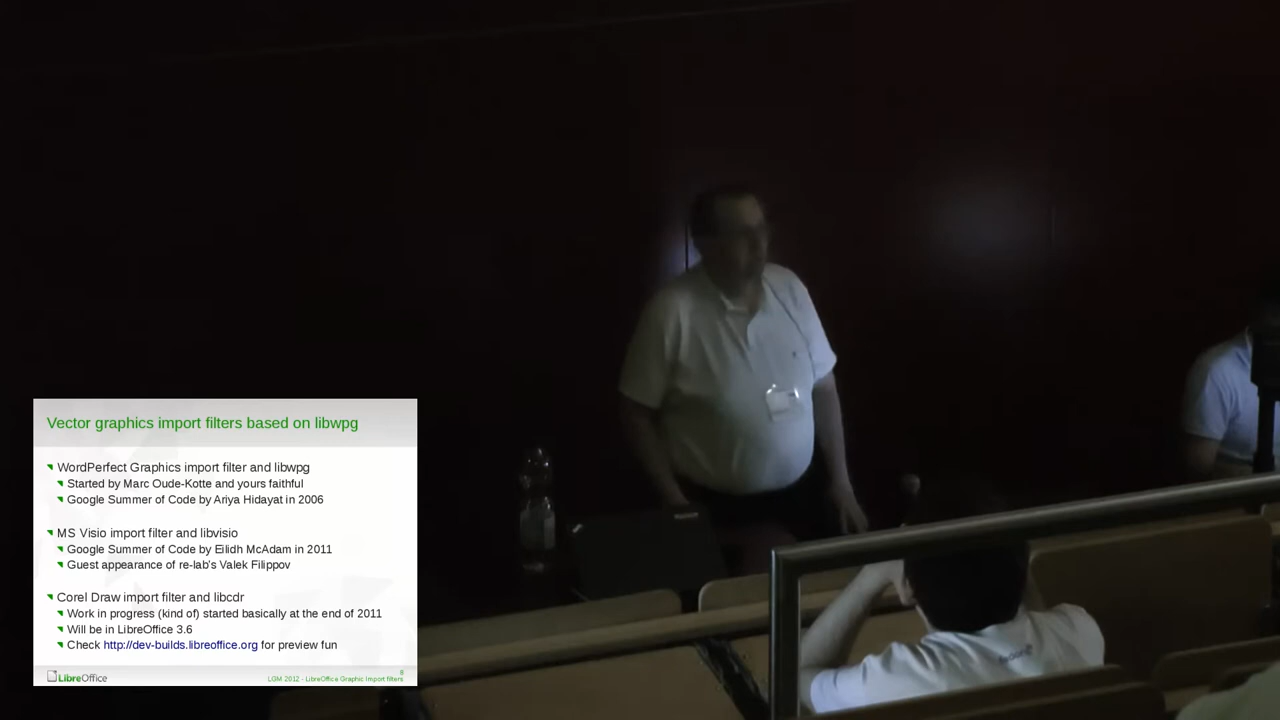 Vector graphics import filters based on libwpg
WordPerfect Graphics import filter and libwpg
Started by Marc Oude-Kotte and yours faithful
Google Summer of Code by Ariya Hidayat in 2006
MS Visio import filter and libvisio
Google Summer of Code by Eilidh McAdam in 2011
Guest appearance of re-lab's Valek Filippov
Corel Draw import filter and libcdr
Work in progress (kind of) started basically at the end of 2011
Will be in LibreOffice 3.6
Check http://dev-builds.libreoffice.org for preview fun
LibreOffice
LGM 2012 - LibreOffice Graphic Import filters